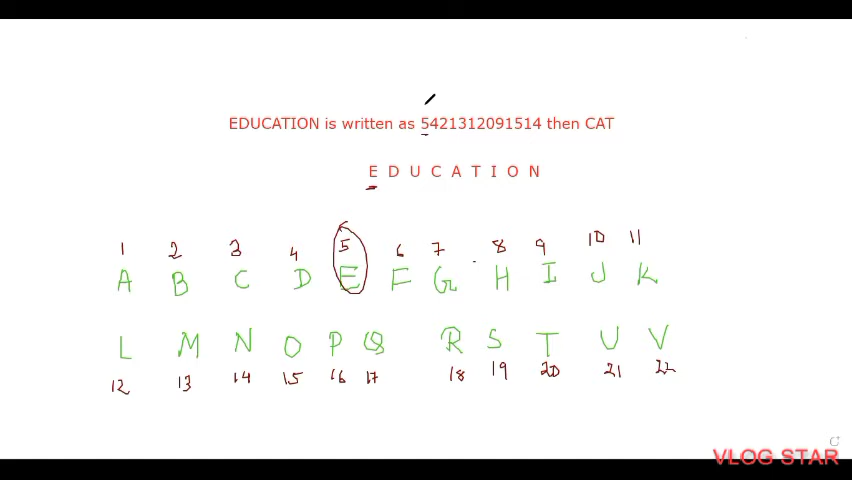 EDUCATION is written as 5421312091514 then CAT
E D U C A T I O N
1 2 3 4 5 6 7 8 9 10 11
A B C D E F G H I J K
L M N O P Q R S T U V
12 13 14 15 16 17 18 19 20 21 22
VLOG STAR